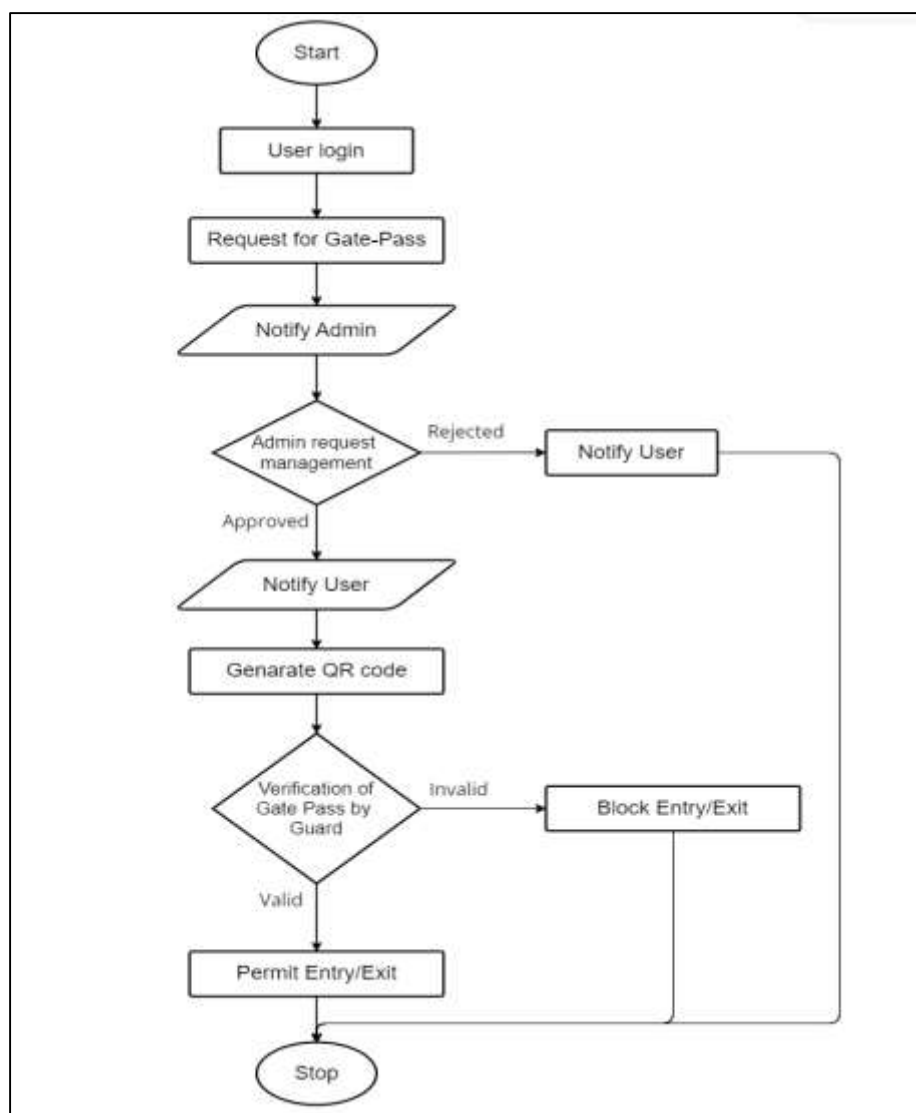 Start
User login
Request for Gate-Pass
Notify Admin
Admin request
management
Rejected
Notify User
Approved
Notify User
Genarate QR code
Verification of
Gate Pass by
Guard
Invalid
Block Entry/Exit
Valid
Permit Entry/Exit
Stop